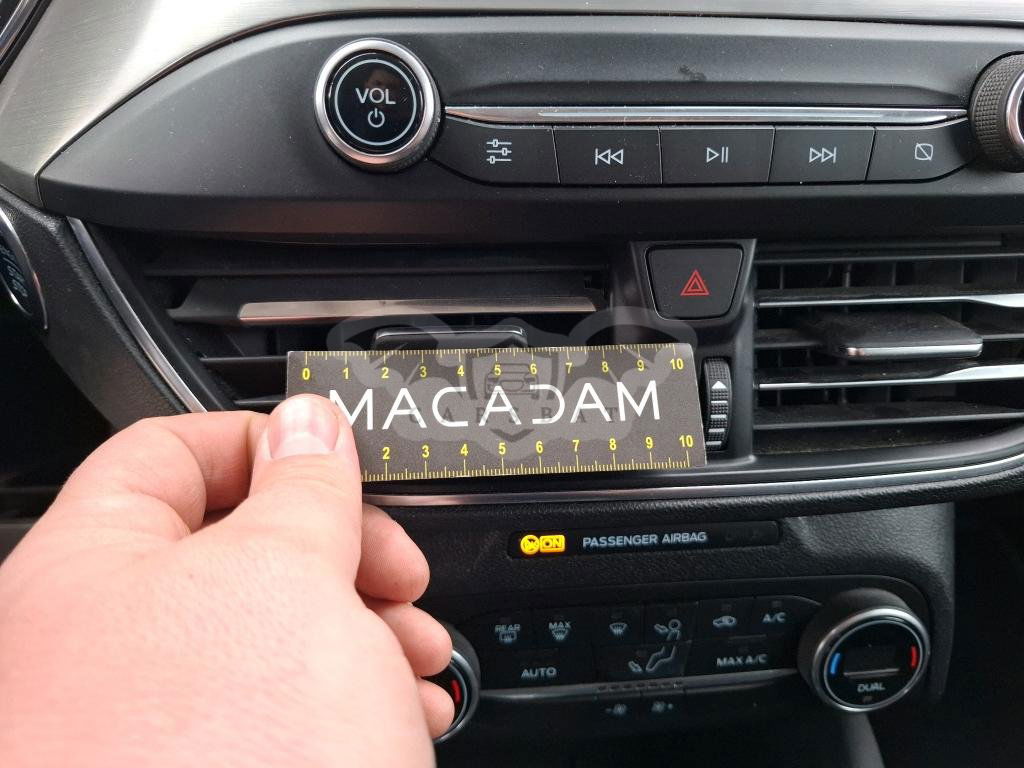 VOL
0 1 2 3 4 5 6 7 8 9 10
MACADAM
CARSBAT
2 3 4 5 6 7 8 9 10
ON PASSENGER AIRBAG
REAR MAX A/C
AUTO MAX A/C
DUAL